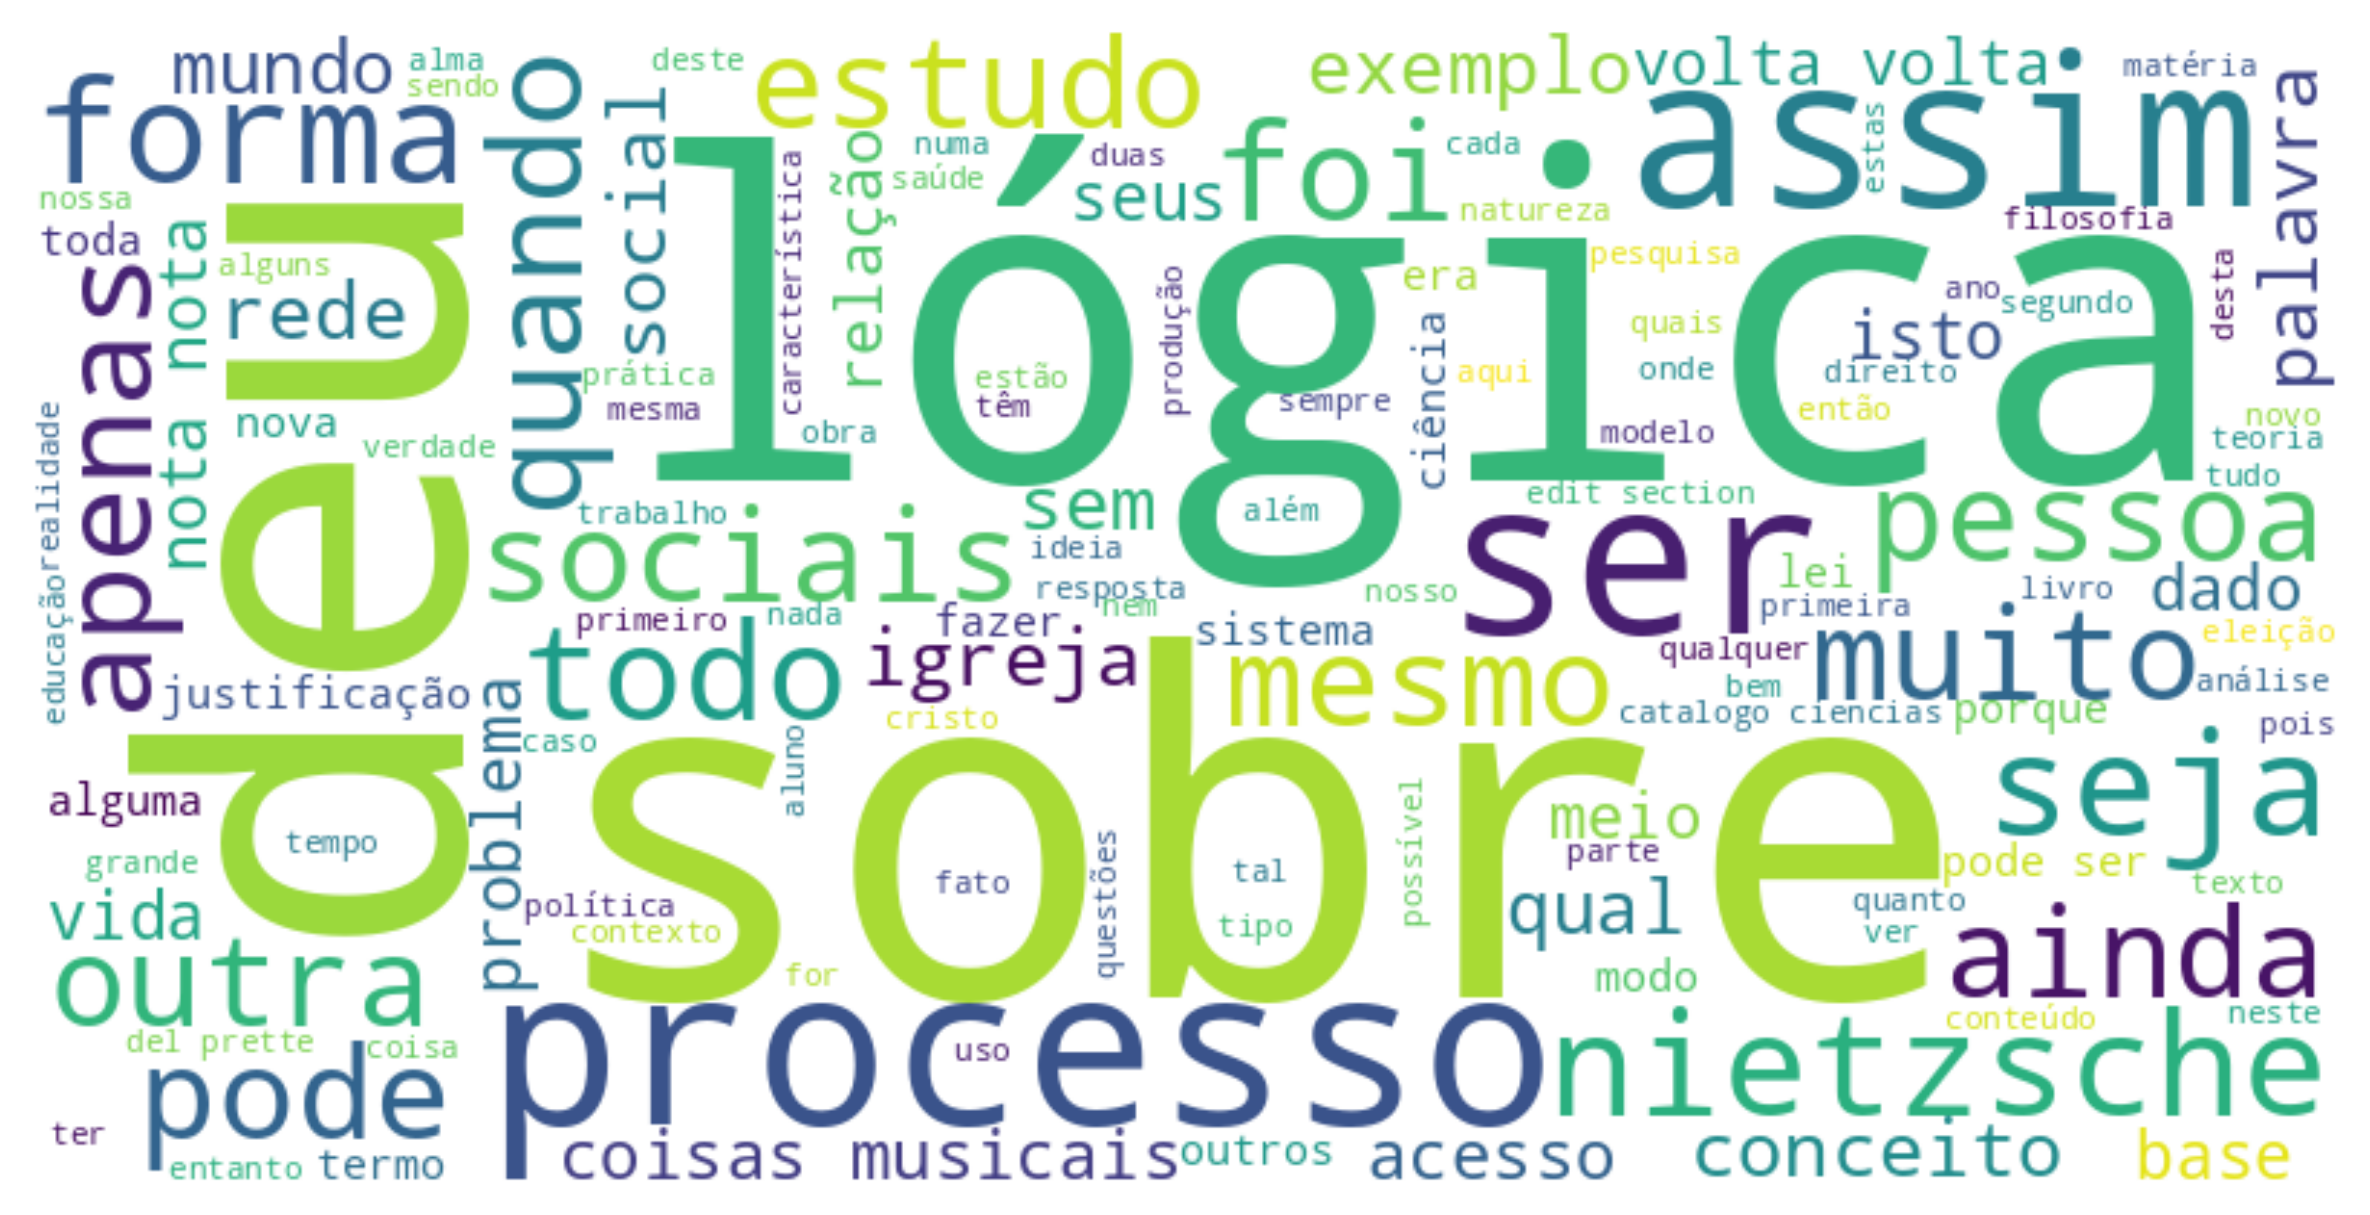 mundo
alma
sendo
forma
quando
social
deste
estudo
exemplo
volta volta
matéria
assim
estas
palavra
nossa
toda
nota nota
apenas
deu
alguns
rede
nova
verdade
lógica
característica
relação
numa
saúde
duas
seus
foi
cada
natureza
filosofia
pesquisa
era
produção
ciência
quais
ano
segundo
desta
isto
onde
direito
aqui
então
prática
mesma
estão
têm
sempre
obra
modelo
novo
teoria
tudo
realidade
educação
edit section
trabalho
sem
além
sociais
ideia
resposta
nem
nosso
ser
pessoa
lei
primeira
livro
dado
primeiro
nada
fazer
sistema
muito
eleição
qualquer
todo
igreja
mesmo
bem
análise
justificação
problema
cristo
catalogo ciencias
porque
pois
caso
aluno
sobre
seja
alguma
tempo
possível
meio
parte
pode ser
grande
fato
tal
questões
texto
vida
política
contexto
tipo
qual
quanto
ver
ainda
outra
for
modo
processo
conteúdo
neste
del prette
coisa
uso
nietzsche
pode
ter
entanto
termo
coisas musicais
outros
acesso
conceito
base